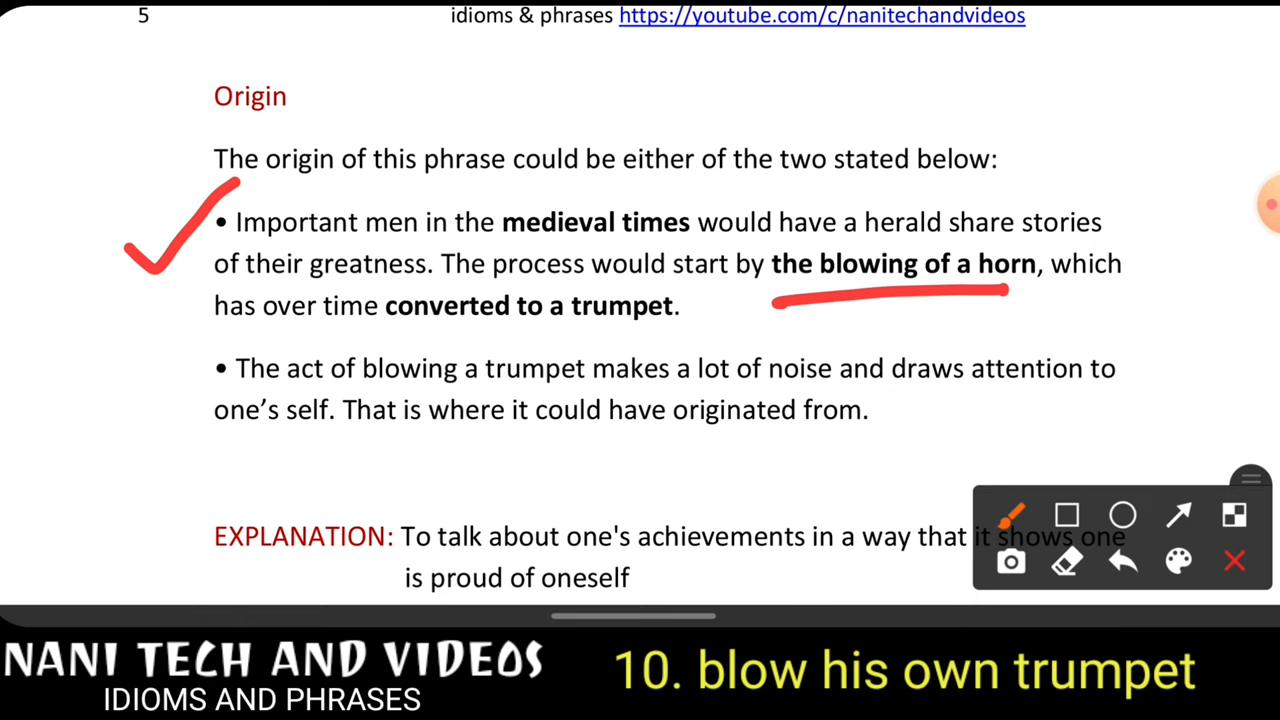 5 idioms & phrases https://youtube.com/c/nanitechandvideos
Origin
The origin of this phrase could be either of the two stated below:
• Important men in the medieval times would have a herald share stories
of their greatness. The process would start by the blowing of a horn, which
has over time converted to a trumpet.
• The act of blowing a trumpet makes a lot of noise and draws attention to
one’s self. That is where it could have originated from.
EXPLANATION: To talk about one's achievements in a way that it shows one
is proud of oneself
NANI TECH AND VIDEOS
IDIOMS AND PHRASES
10. blow his own trumpet